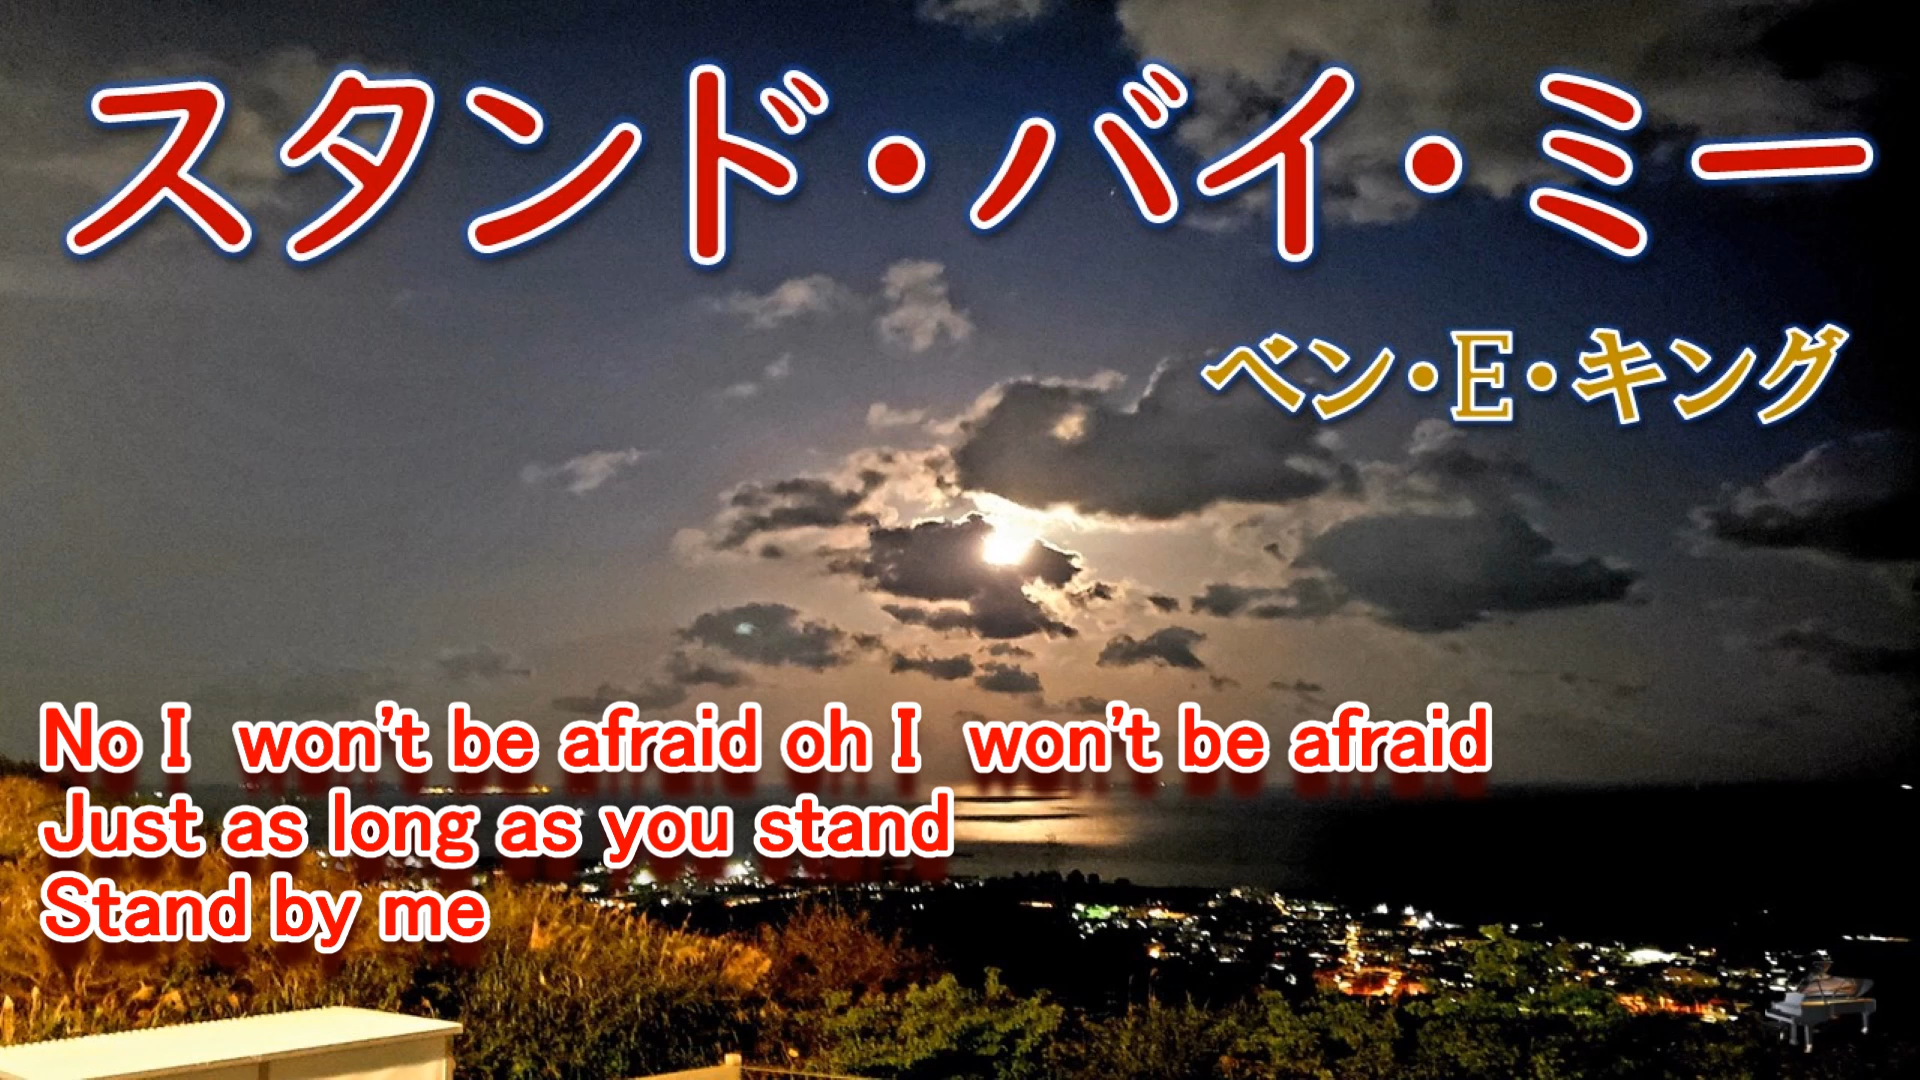 スタンド・バイ・ミー
ベン・E・キング
No I won't be afraid oh I won't be afraid
Just as long as you stand
Stand by me